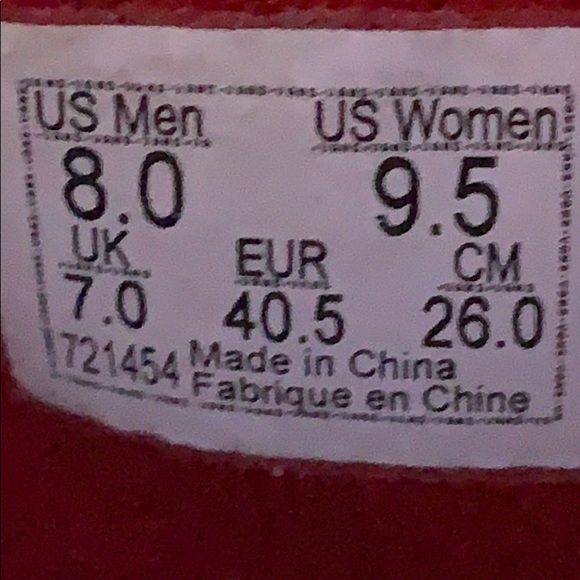 US Men US Women
8.0 9.5
UK EUR CM
7.0 40.5 26.0
721454 Made in China
Fabrique en Chine